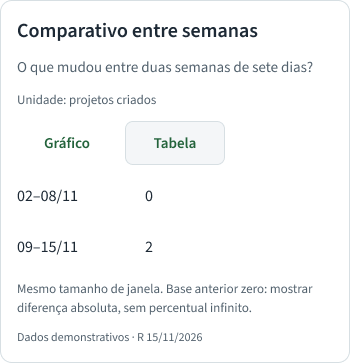 Comparativo entre semanas
O que mudou entre duas semanas de sete dias?
Unidade: projetos criados
Gráfico Tabela
02–08/11 0
09–15/11 2
Mesmo tamanho de janela. Base anterior zero: mostrar
diferença absoluta, sem percentual infinito.
Dados demonstrativos · R 15/11/2026